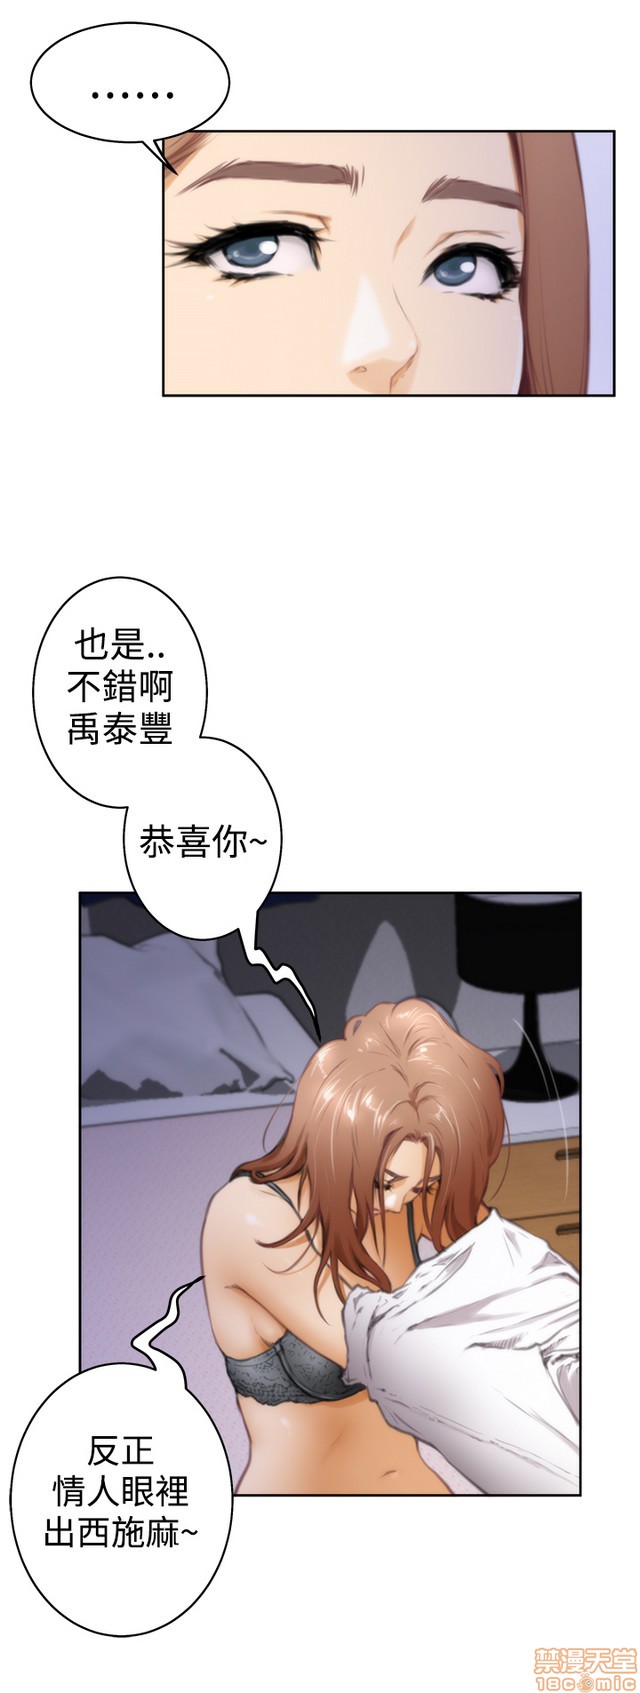 ......
也是..
不錯啊
禹泰豐
恭喜你~
反正
情人眼裡
出西施麻~
禁漫天堂
18comic